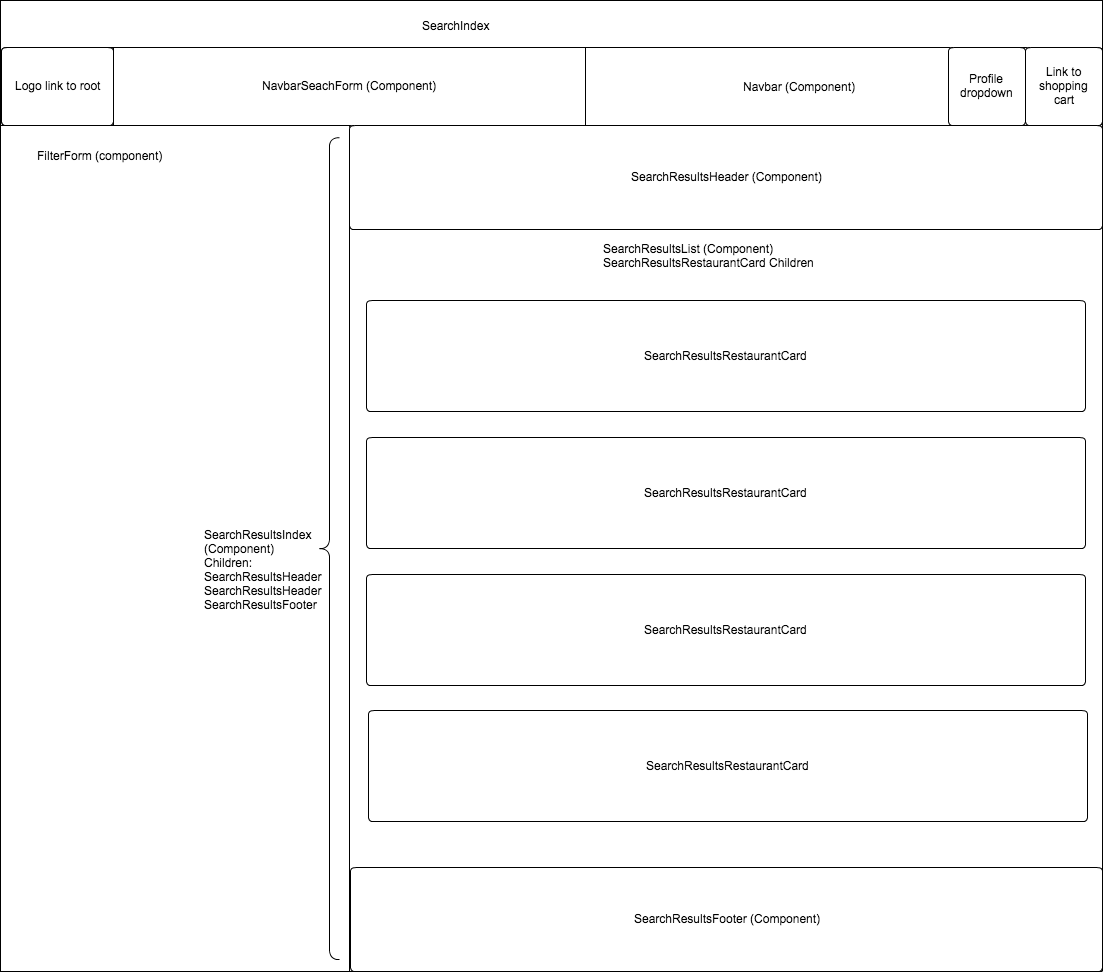 SearchIndex
Logo link to root
NavbarSeachForm (Component)
Navbar (Component)
Profile
dropdown
Link to
shopping
cart
FilterForm (component)
SearchResultsHeader (Component)
SearchResultsList (Component)
SearchResultsRestaurantCard Children
SearchResultsRestaurantCard
SearchResultsRestaurantCard
SearchResultsIndex
(Component)
Children:
SearchResultsHeader
SearchResultsHeader
SearchResultsFooter
SearchResultsRestaurantCard
SearchResultsRestaurantCard
SearchResultsFooter (Component)